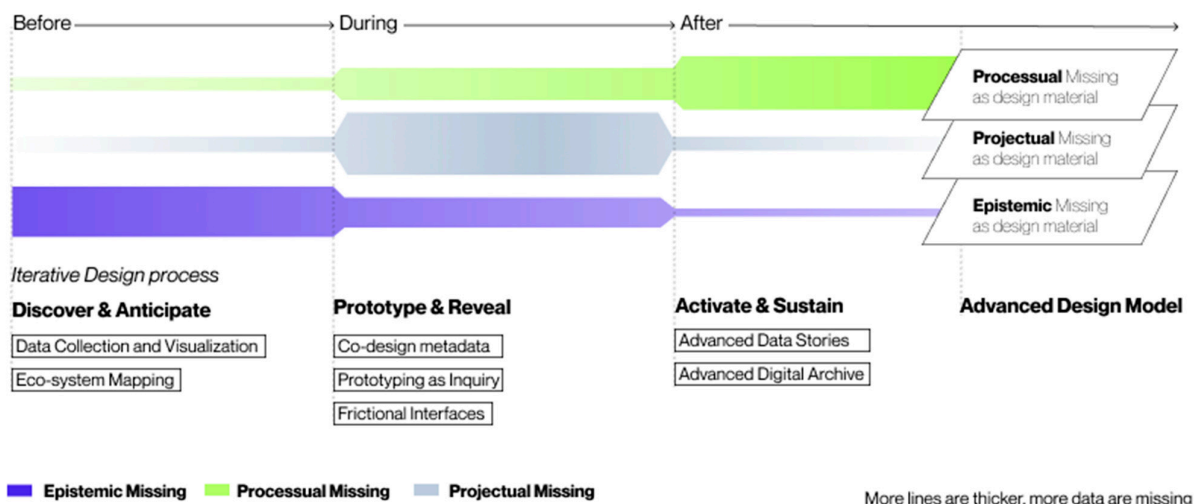 Before
During
After
Processual Missing
as design material
Projectual Missing
as design material
Epistemic Missing
as design material
Iterative Design process
Discover & Anticipate
Data Collection and Visualization
Eco-system Mapping
Prototype & Reveal
Co-design metadata
Prototyping as Inquiry
Frictional Interfaces
Activate & Sustain
Advanced Data Stories
Advanced Digital Archive
Advanced Design Model
Epistemic Missing
Processual Missing
Projectual Missing
More lines are thicker, more data are missing